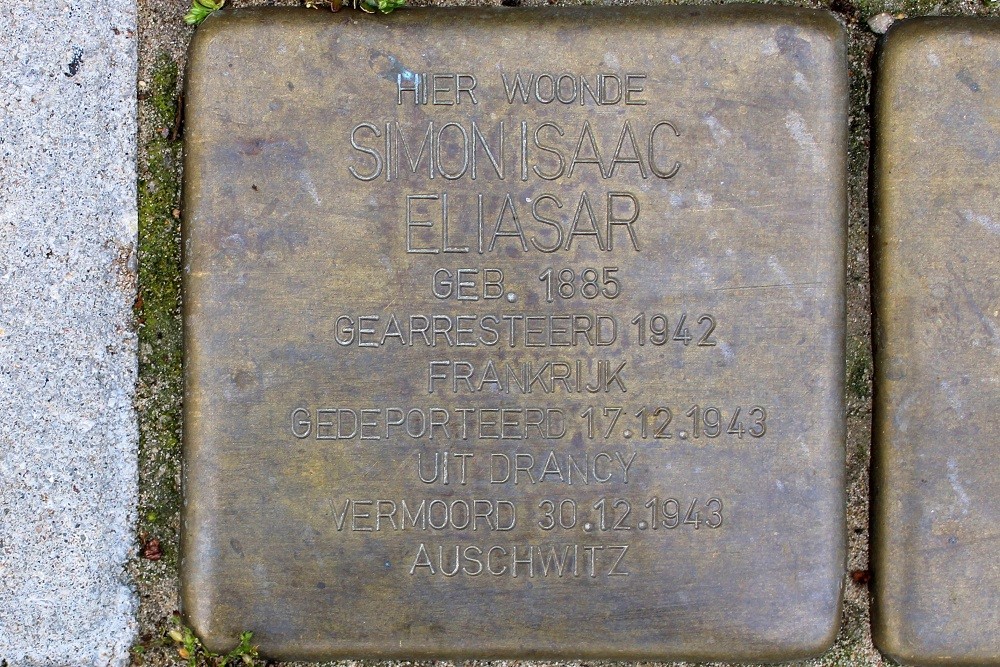 HIER WOONDE
SIMON ISAAC
ELIASAR
GEB. 1885
GEARRESTEERD 1942
FRANKRIJK
GEDEPORTEERD 17.12.1943
UIT DRANCY
VERMOORD 30.12.1943
AUSCHWITZ